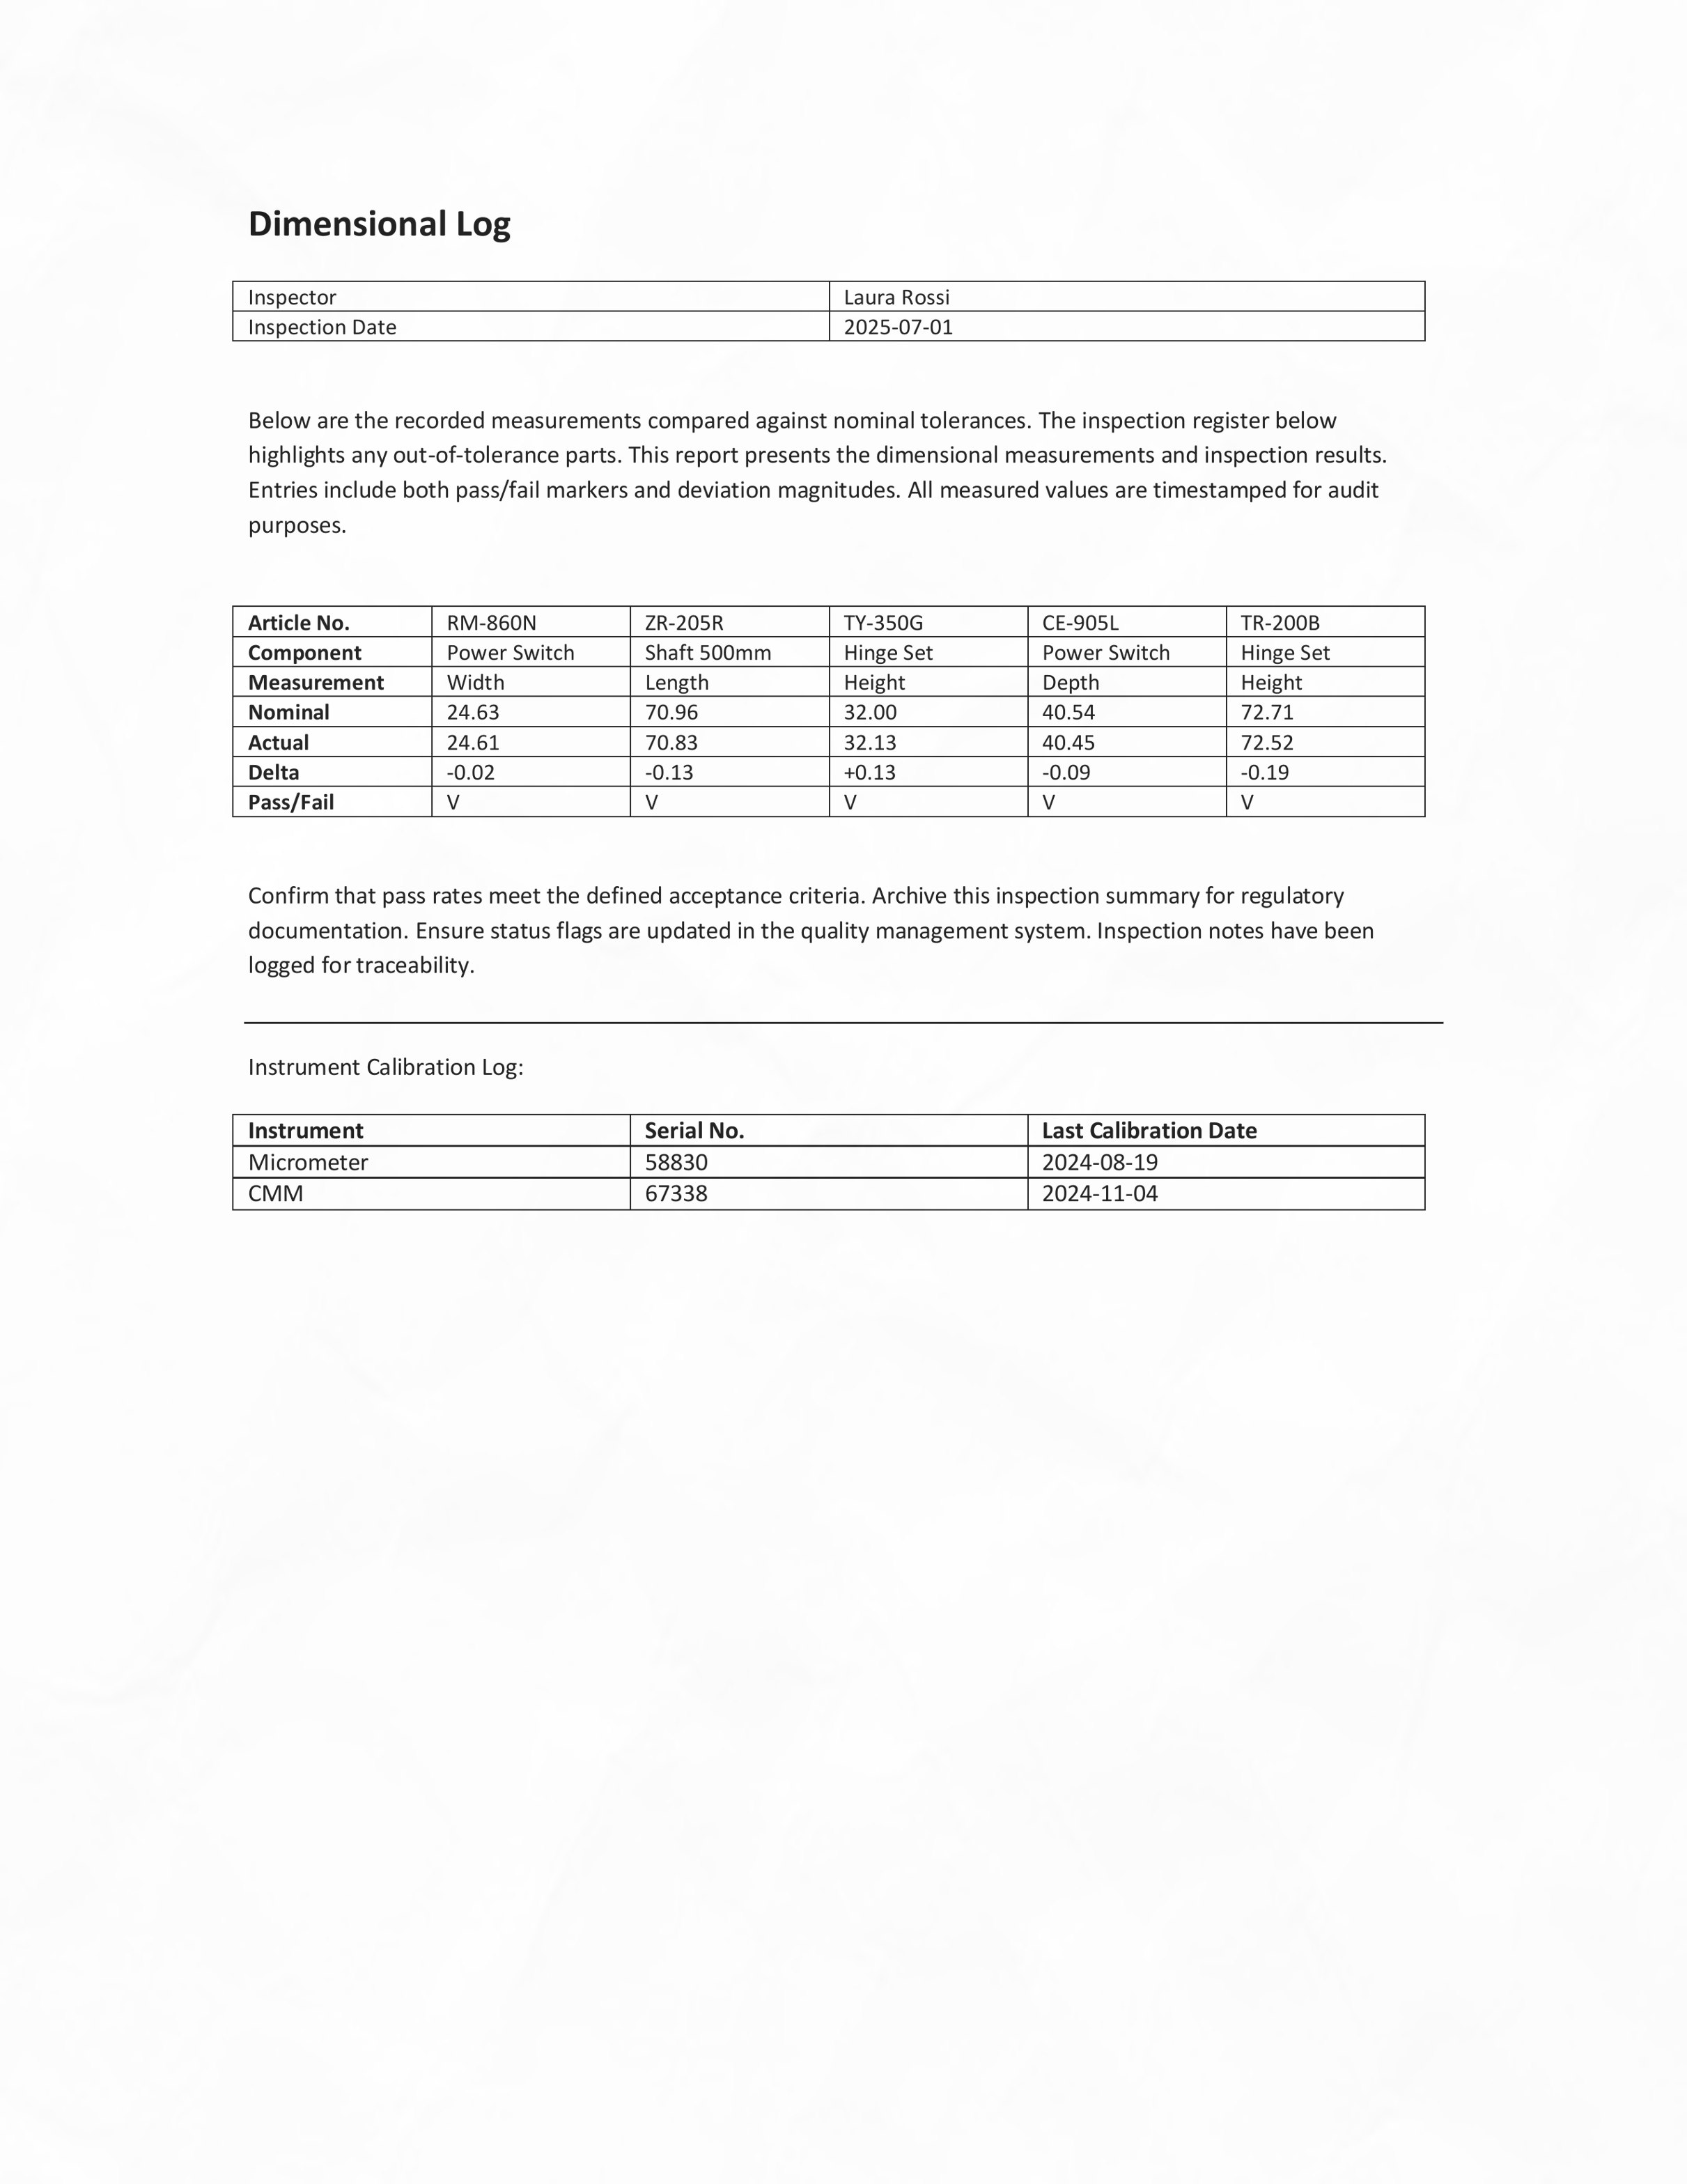 Dimensional Log
Inspector Laura Rossi
Inspection Date 2025-07-01
Below are the recorded measurements compared against nominal tolerances. The inspection register below
highlights any out-of-tolerance parts. This report presents the dimensional measurements and inspection results.
Entries include both pass/fail markers and deviation magnitudes. All measured values are timestamped for audit
purposes.
Article No. RM-860N ZR-205R TY-350G CE-905L TR-200B
Component Power Switch Shaft 500mm Hinge Set Power Switch Hinge Set
Measurement Width Length Height Depth Height
Nominal 24.63 70.96 32.00 40.54 72.71
Actual 24.61 70.83 32.13 40.45 72.52
Delta -0.02 -0.13 +0.13 -0.09 -0.19
Pass/Fail V V V V V
Confirm that pass rates meet the defined acceptance criteria. Archive this inspection summary for regulatory
documentation. Ensure status flags are updated in the quality management system. Inspection notes have been
logged for traceability.
Instrument Calibration Log:
Instrument Serial No. Last Calibration Date
Micrometer 58830 2024-08-19
CMM 67338 2024-11-04